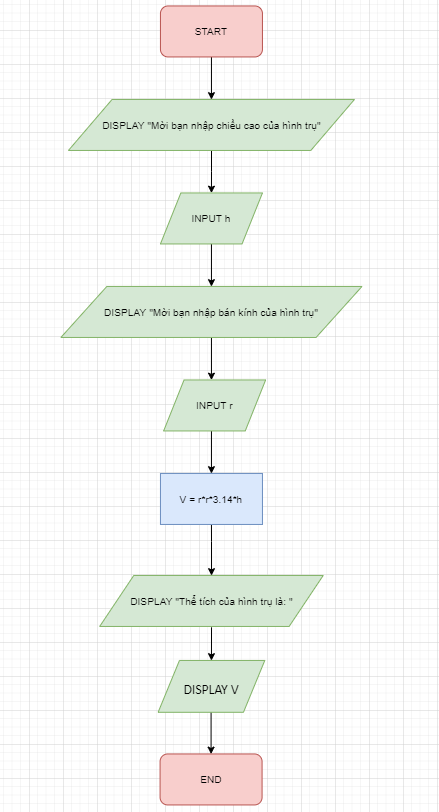 START
DISPLAY "Mời bạn nhập chiều cao của hình trụ"
INPUT h
DISPLAY "Mời bạn nhập bán kính của hình trụ"
INPUT r
V = r*r*3.14*h
DISPLAY "Thể tích của hình trụ là: "
DISPLAY V
END